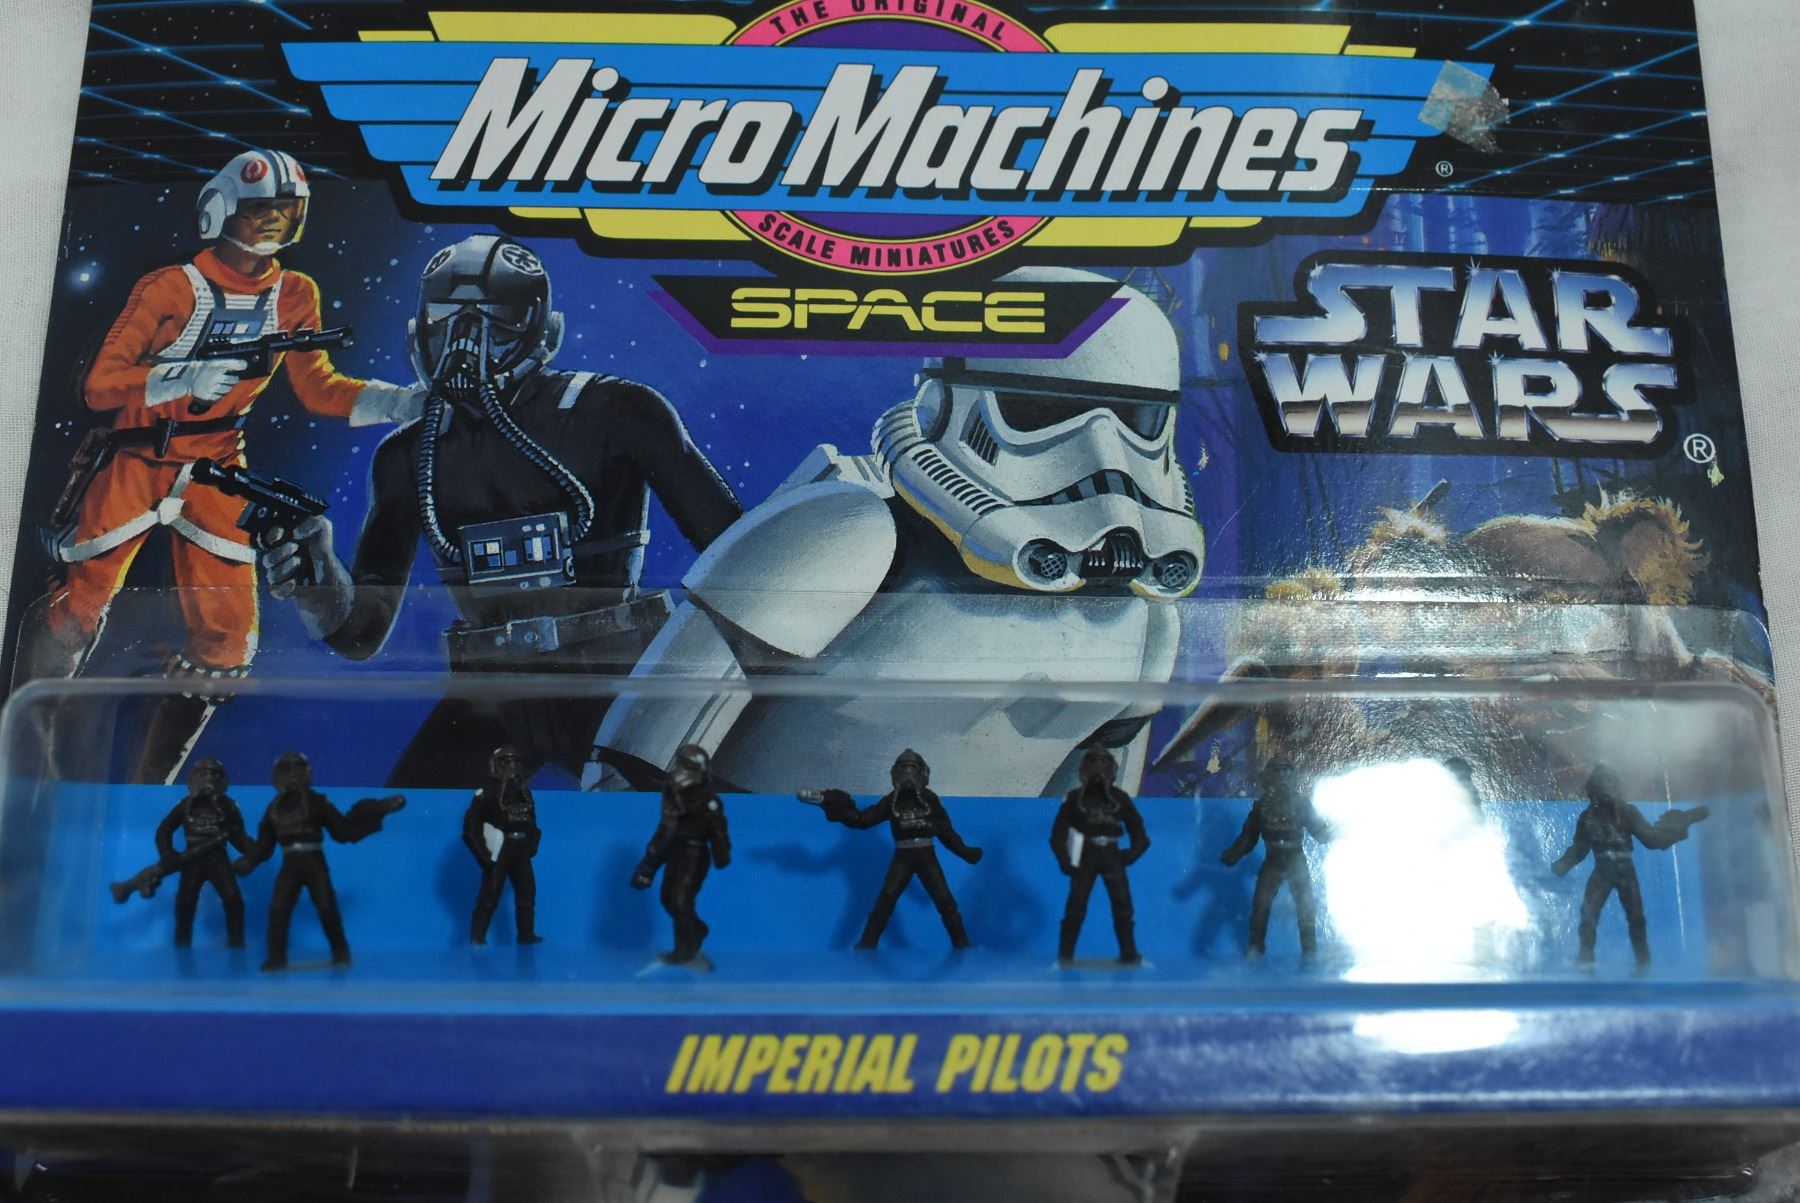 THE ORIGINAL
Micro Machines ®
SCALE MINIATURES
SPACE
STAR
WARS ®
IMPERIAL PILOTS